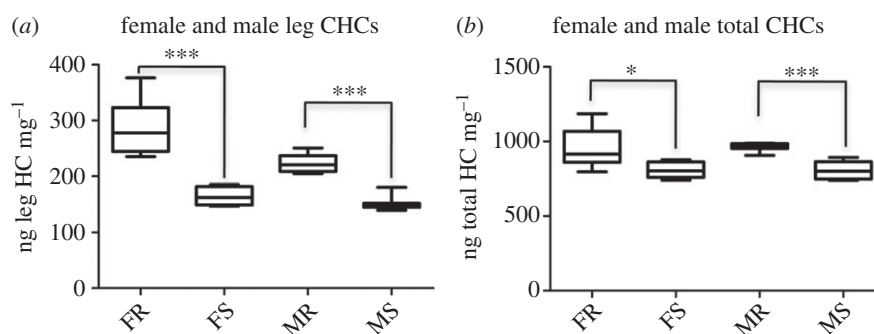 (a) female and male leg CHCs
400
300
200
100
0
ng leg HC mg⁻¹
*** ***
FR FS MR MS
(b) female and male total CHCs
1500
1000
500
0
ng total HC mg⁻¹
* ***
FR FS MR MS